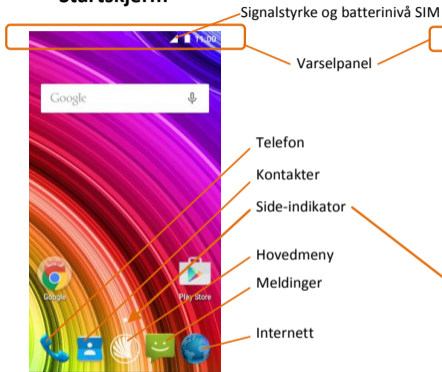 Startskjerm
Signalstyrke og batterinivå SIM
11:00
Varselpanel
Google
Telefon
Kontakter
Side-indikator
Hovedmeny
Meldinger
Internett
Google
Play Store